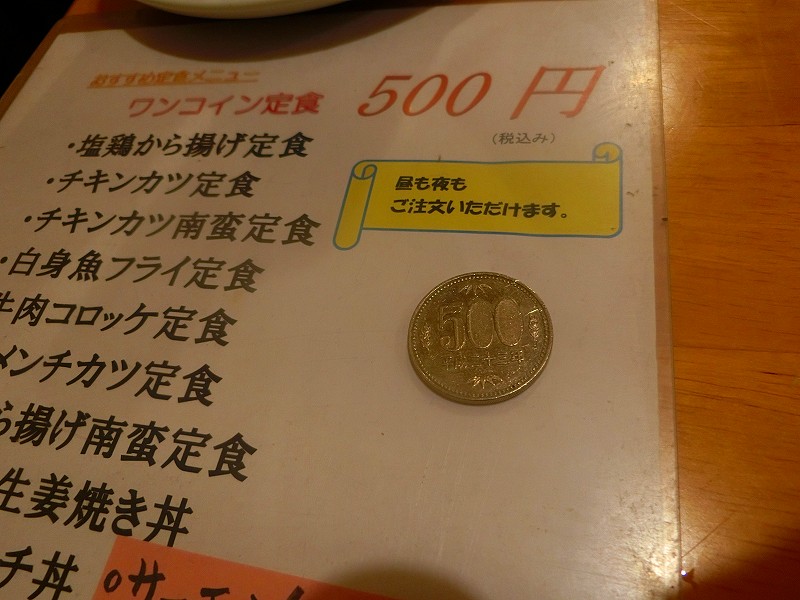 おすすめ定食メニュー
ワンコイン定食 500 円
(税込み)
・塩鶏から揚げ定食
・チキンカツ定食
・チキンカツ南蛮定食
・白身魚フライ定食
牛肉コロッケ定食
メンチカツ定食
ら揚げ南蛮定食
生姜焼き丼
チ丼
昼も夜も
ご注文いただけます。
500